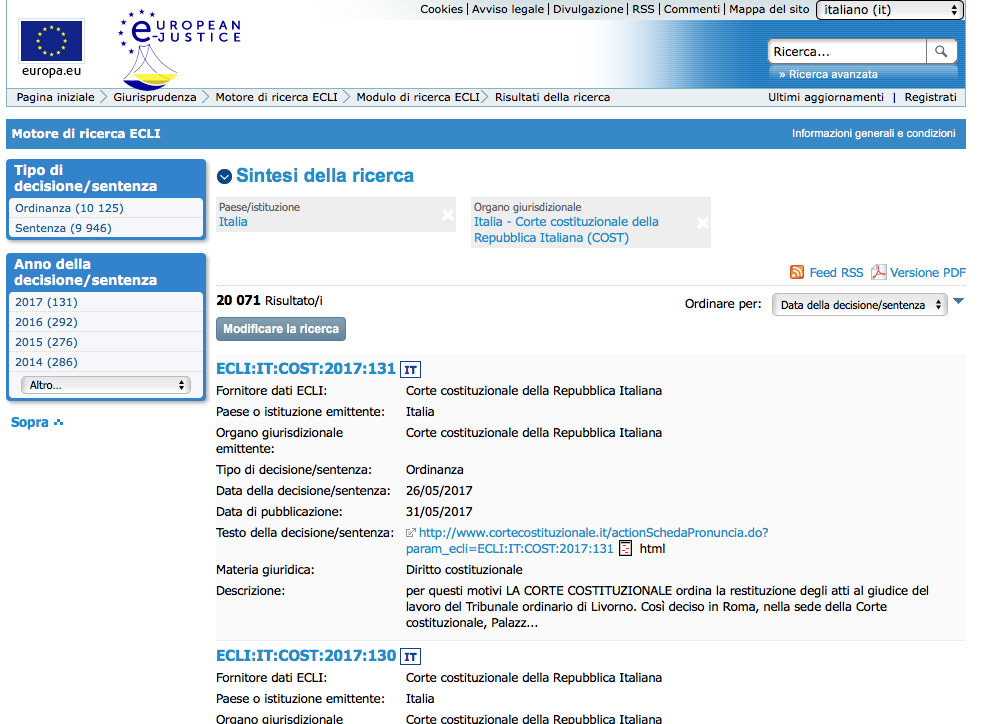 Cookies | Avviso legale | Divulgazione | RSS | Commenti | Mappa del sito italiano (it)
europa.eu
e-UROPEAN
JUSTICE
Ricerca...
» Ricerca avanzata
Pagina iniziale Giurisprudenza Motore di ricerca ECLI Modulo di ricerca ECLI Risultati della ricerca Ultimi aggiornamenti | Registrati
Motore di ricerca ECLI Informazioni generali e condizioni
Tipo di
decisione/sentenza
Ordinanza (10 125)
Sentenza (9 946)
Anno della
decisione/sentenza
2017 (131)
2016 (292)
2015 (276)
2014 (286)
Altro...
Sopra
Sintesi della ricerca
Paese/istituzione
Italia
Organo giurisdizionale
Italia - Corte costituzionale della
Repubblica Italiana (COST)
Feed RSS Versione PDF
20 071 Risultato/i
Ordinare per: Data della decisione/sentenza
Modificare la ricerca
ECLI:IT:COST:2017:131 IT
Fornitore dati ECLI: Corte costituzionale della Repubblica Italiana
Paese o istituzione emittente: Italia
Organo giurisdizionale Corte costituzionale della Repubblica Italiana
emittente:
Tipo di decisione/sentenza: Ordinanza
Data della decisione/sentenza: 26/05/2017
Data di pubblicazione: 31/05/2017
Testo della decisione/sentenza: http://www.cortecostituzionale.it/actionSchedaPronuncia.do?
param_ecli=ECLI:IT:COST:2017:131 html
Materia giuridica: Diritto costituzionale
Descrizione: per questi motivi LA CORTE COSTITUZIONALE ordina la restituzione degli atti al giudice del
lavoro del Tribunale ordinario di Livorno. Così deciso in Roma, nella sede della Corte
costituzionale, Palazz...
ECLI:IT:COST:2017:130 IT
Fornitore dati ECLI: Corte costituzionale della Repubblica Italiana
Paese o istituzione emittente: Italia
Organo giurisdizionale Corte costituzionale della Repubblica Italiana